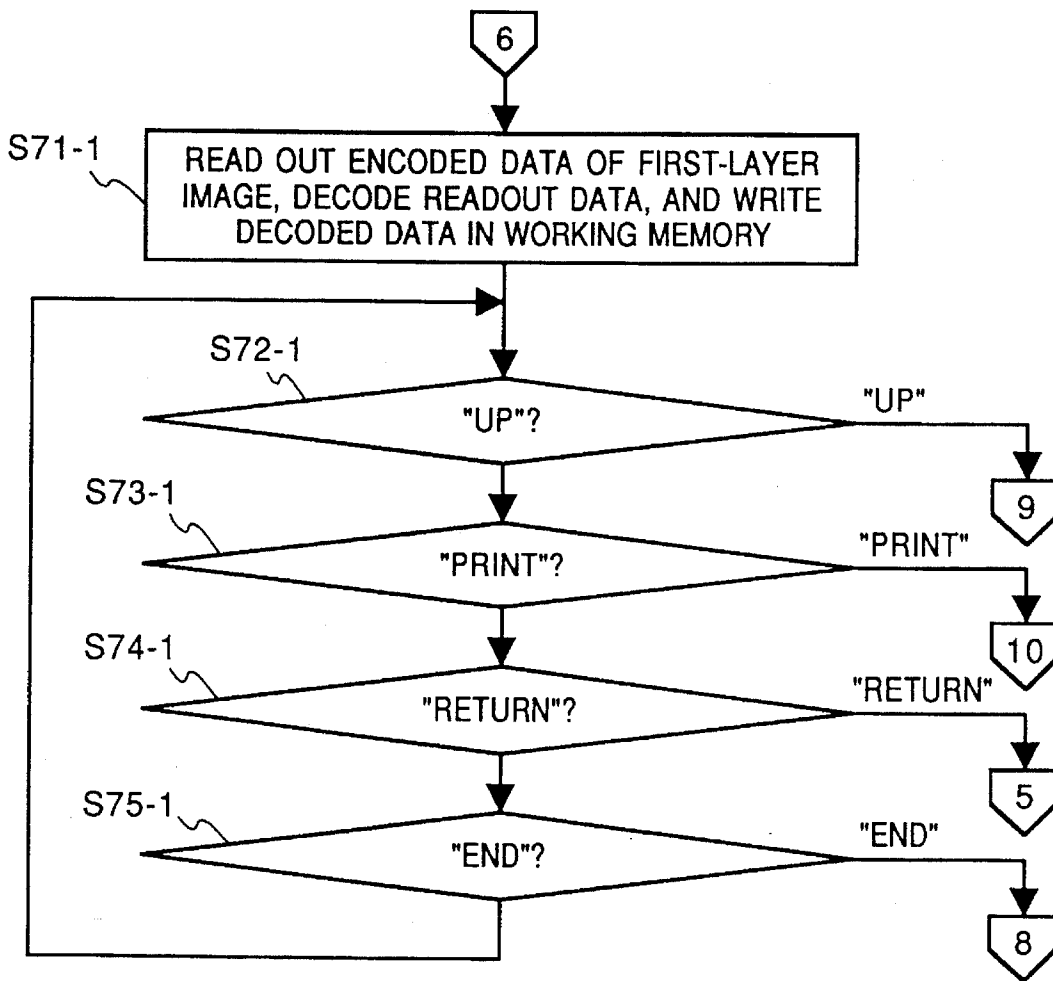 6
S71-1
READ OUT ENCODED DATA OF FIRST-LAYER
IMAGE, DECODE READOUT DATA, AND WRITE
DECODED DATA IN WORKING MEMORY
S72-1
"UP"?
"UP"
9
S73-1
"PRINT"?
"PRINT"
10
S74-1
"RETURN"?
"RETURN"
5
S75-1
"END"?
"END"
8